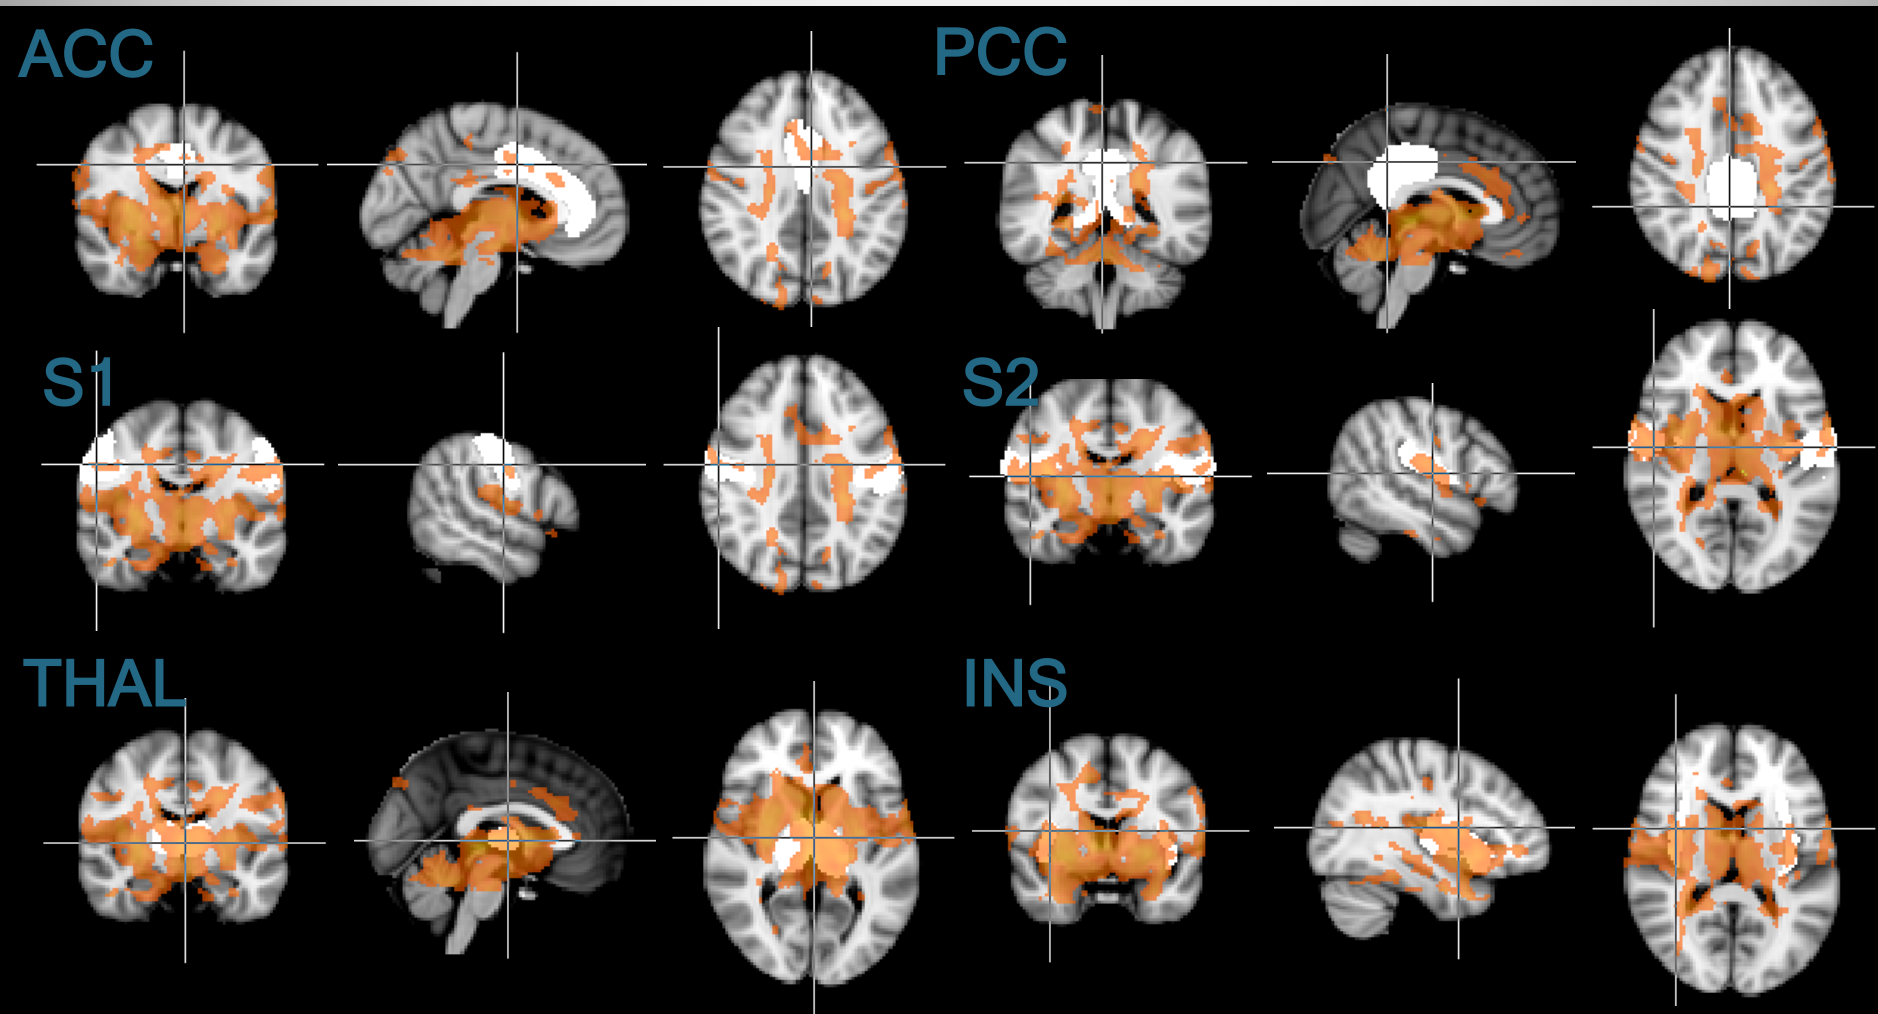 ACC
PCC
S1
S2
THAL
INS